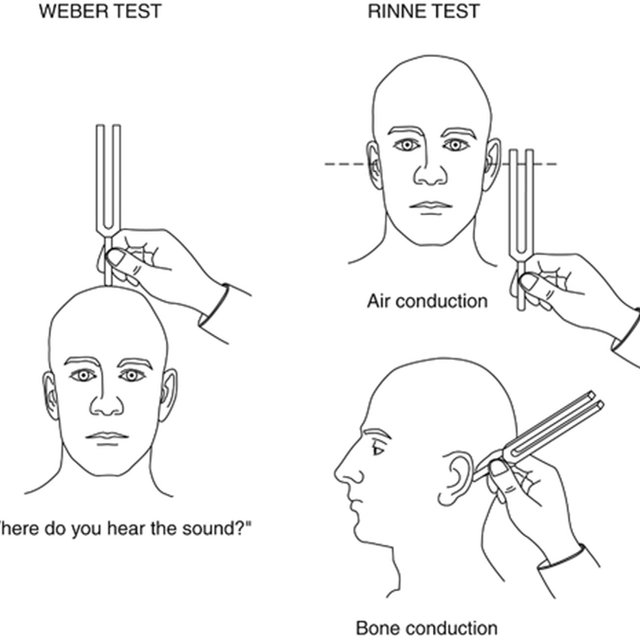 WEBER TEST
RINNE TEST
Air conduction
here do you hear the sound?"
Bone conduction